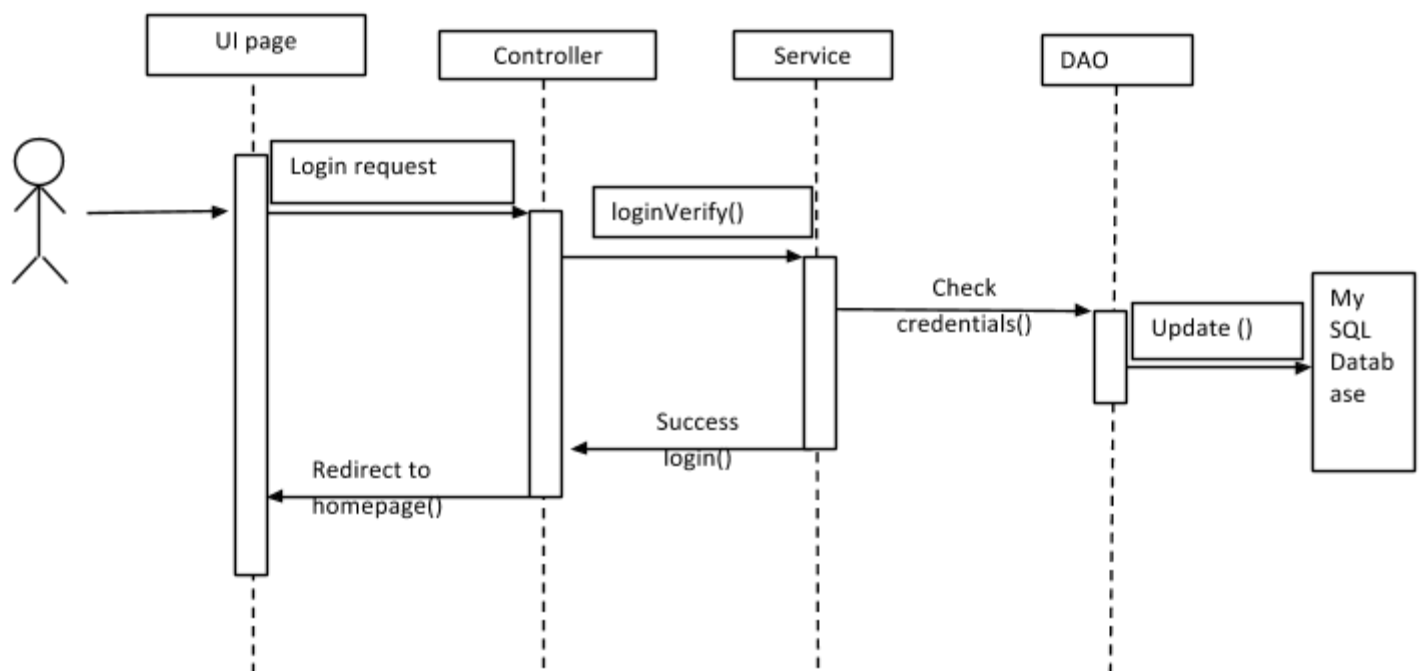 UI page
Controller
Service
DAO
Login request
loginVerify()
Check
credentials()
Update ()
My
SQL
Datab
ase
Success
login()
Redirect to
homepage()